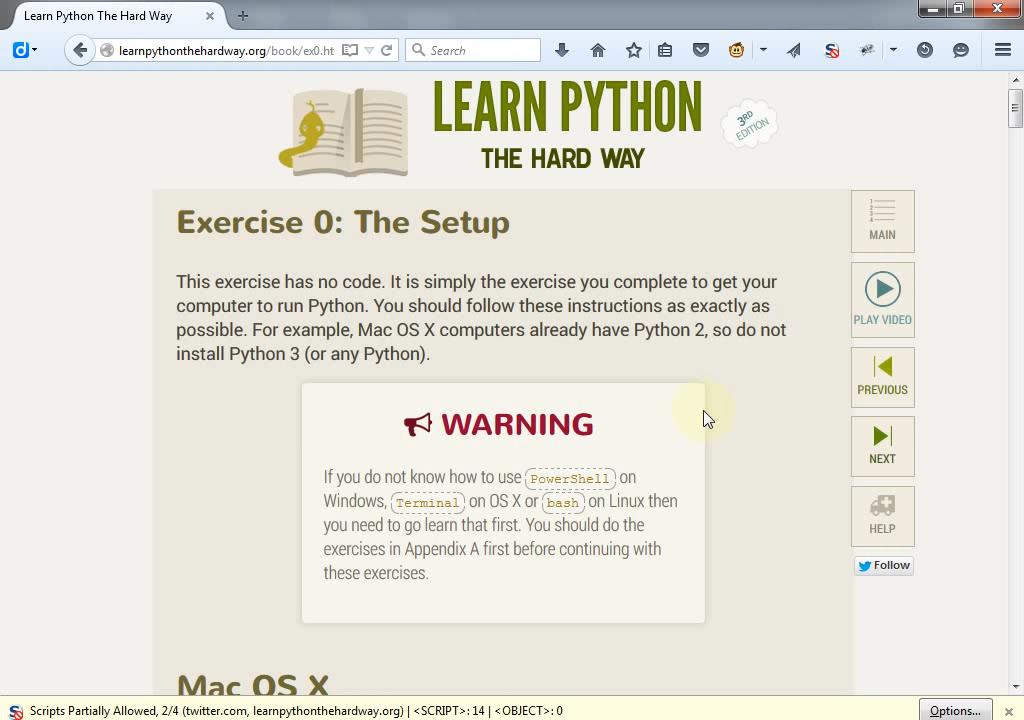 Learn Python The Hard Way
learnpythonthehardway.org/book/ex0.ht
Search
LEARN PYTHON
THE HARD WAY
3RD
EDITION
Exercise 0: The Setup
This exercise has no code. It is simply the exercise you complete to get your
computer to run Python. You should follow these instructions as exactly as
possible. For example, Mac OS X computers already have Python 2, so do not
install Python 3 (or any Python).
WARNING
If you do not know how to use PowerShell on
Windows, Terminal on OS X or bash on Linux then
you need to go learn that first. You should do the
exercises in Appendix A first before continuing with
these exercises.
Mac OS X
1
2
3
4
MAIN
PLAY VIDEO
PREVIOUS
NEXT
HELP
Follow
Scripts Partially Allowed, 2/4 (twitter.com, learnpythonthehardway.org) | <SCRIPT>: 14 | <OBJECT>: 0
Options...